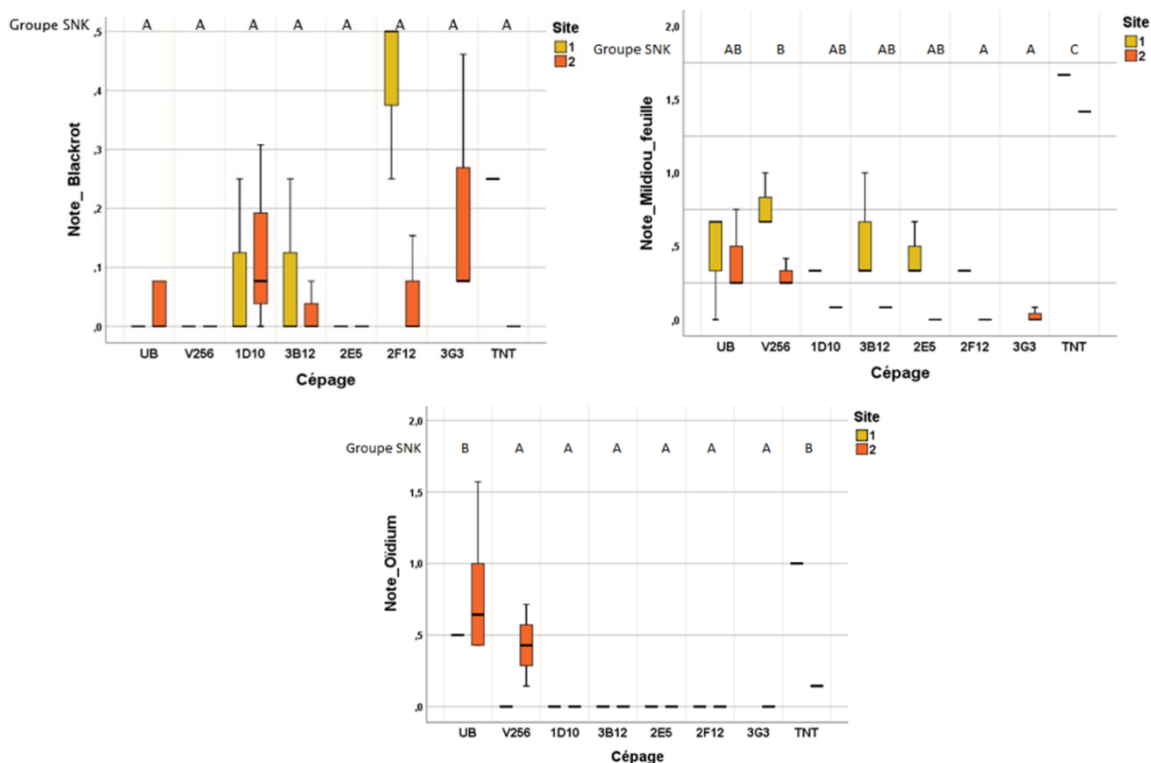 Groupe SNK A A A A A A A A
Site
1
2
,5
,4
,3
,2
,1
,0
Note_ Blackrot
UB V256 1D10 3B12 2E5 2F12 3G3 TNT
Cépage
2,0
Groupe SNK AB B AB AB AB A A C
Site
1
2
1,5
1,0
,5
,0
Note_Mildiou_feuille
UB V256 1D10 3B12 2E5 2F12 3G3 TNT
Cépage
2,0
Groupe SNK B A A A A A A B
Site
1
2
1,5
1,0
,5
,0
Note_Oïdium
UB V256 1D10 3B12 2E5 2F12 3G3 TNT
Cépage